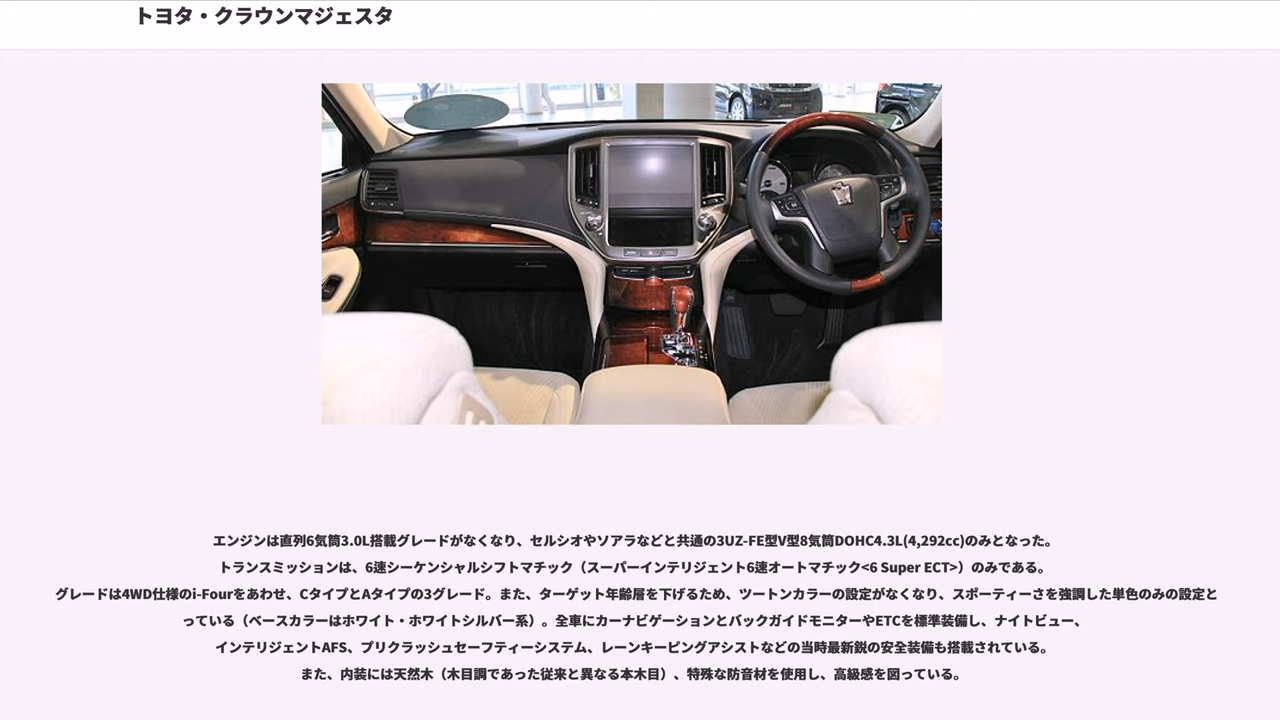 トヨタ・クラウンマジェスタ
エンジンは直列6気筒3.0L搭載グレードがなくなり、セルシオやソアラなどと共通の3UZ-FE型V型8気筒DOHC4.3L(4,292cc)のみとなった。
トランスミッションは、6速シーケンシャルシフトマチック（スーパーインテリジェント6速オートマチック<6 Super ECT>）のみである。
グレードは4WD仕様のi-Fourをあわせ、CタイプとAタイプの3グレード。また、ターゲット年齢層を下げるため、ツートンカラーの設定がなくなり、スポーティーさを強調した単色のみの設定と
っている（ベースカラーはホワイト・ホワイトシルバー系）。全車にカーナビゲーションとバックガイドモニターやETCを標準装備し、ナイトビュー、
インテリジェントAFS、プリクラッシュセーフティーシステム、レーンキーピングアシストなどの当時最新鋭の安全装備も搭載されている。
また、内装には天然木（木目調であった従来と異なる本木目）、特殊な防音材を使用し、高級感を図っている。